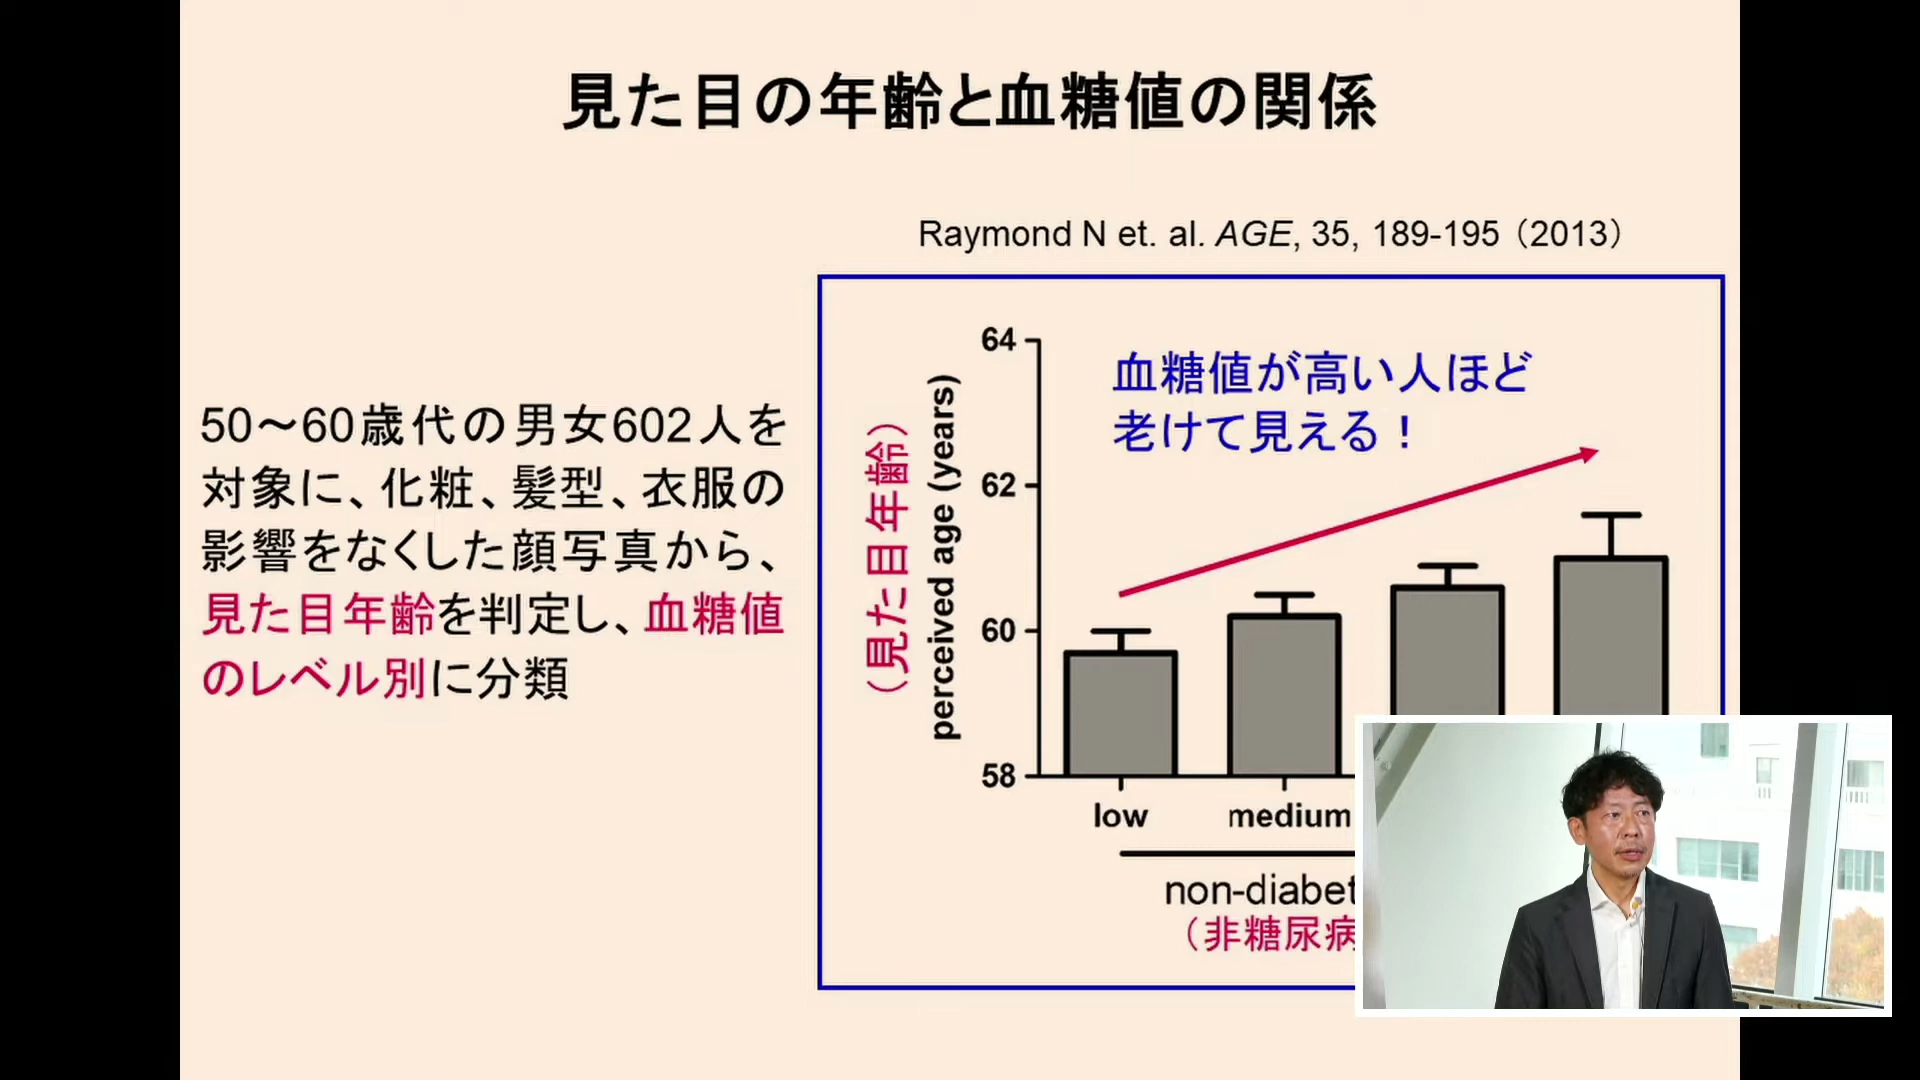 見た目の年齢と血糖値の関係
Raymond N et. al. AGE, 35, 189-195（2013）
50～60歳代の男女602人を
対象に、化粧、髪型、衣服の
影響をなくした顔写真から、
見た目年齢を判定し、血糖値
のレベル別に分類
血糖値が高い人ほど
老けて見える！
（見た目年齢）
perceived age (years)
64
62
60
58
low
medium
non-diabet
（非糖尿病